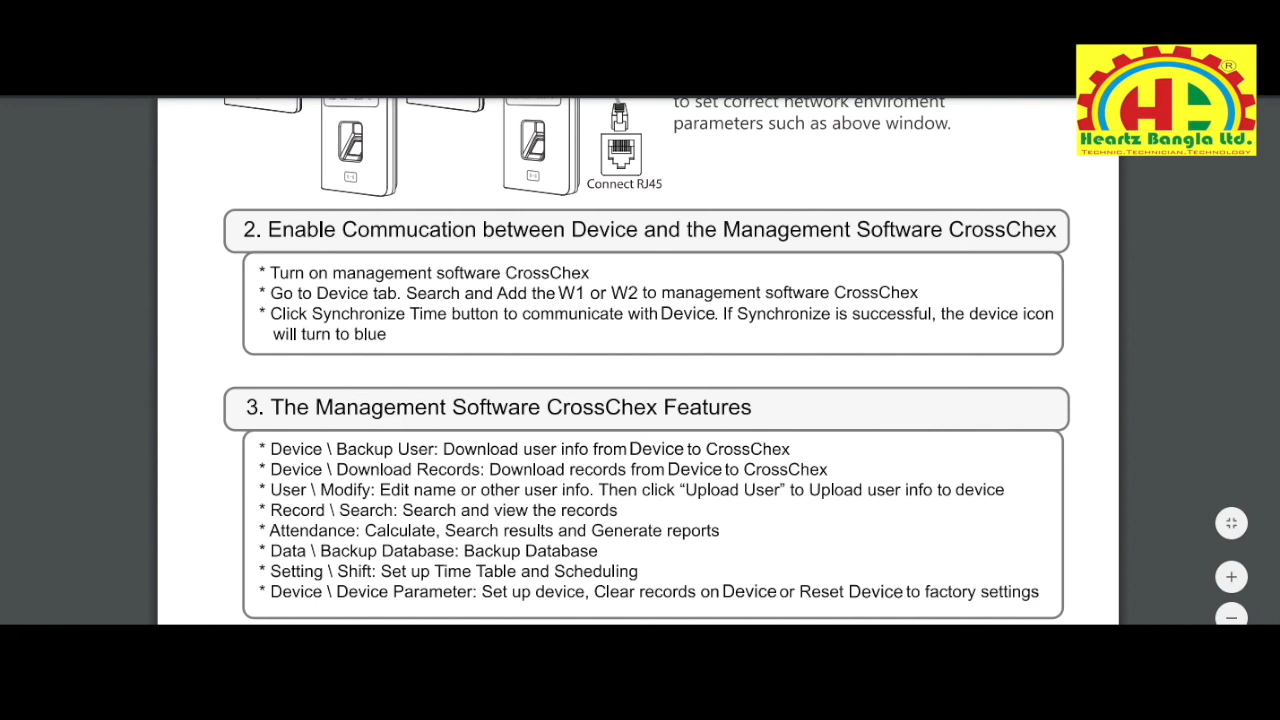 to set correct network enviroment
parameters such as above window.
Connect RJ45
®
Heartz Bangla Ltd.
TECHNIC.TECHNICIAN.TECHNOLOGY
2. Enable Commucation between Device and the Management Software CrossChex
* Turn on management software CrossChex
* Go to Device tab. Search and Add the W1 or W2 to management software CrossChex
* Click Synchronize Time button to communicate with Device. If Synchronize is successful, the device icon
will turn to blue
3. The Management Software CrossChex Features
* Device \ Backup User: Download user info from Device to CrossChex
* Device \ Download Records: Download records from Device to CrossChex
* User \ Modify: Edit name or other user info. Then click “Upload User” to Upload user info to device
* Record \ Search: Search and view the records
* Attendance: Calculate, Search results and Generate reports
* Data \ Backup Database: Backup Database
* Setting \ Shift: Set up Time Table and Scheduling
* Device \ Device Parameter: Set up device, Clear records on Device or Reset Device to factory settings